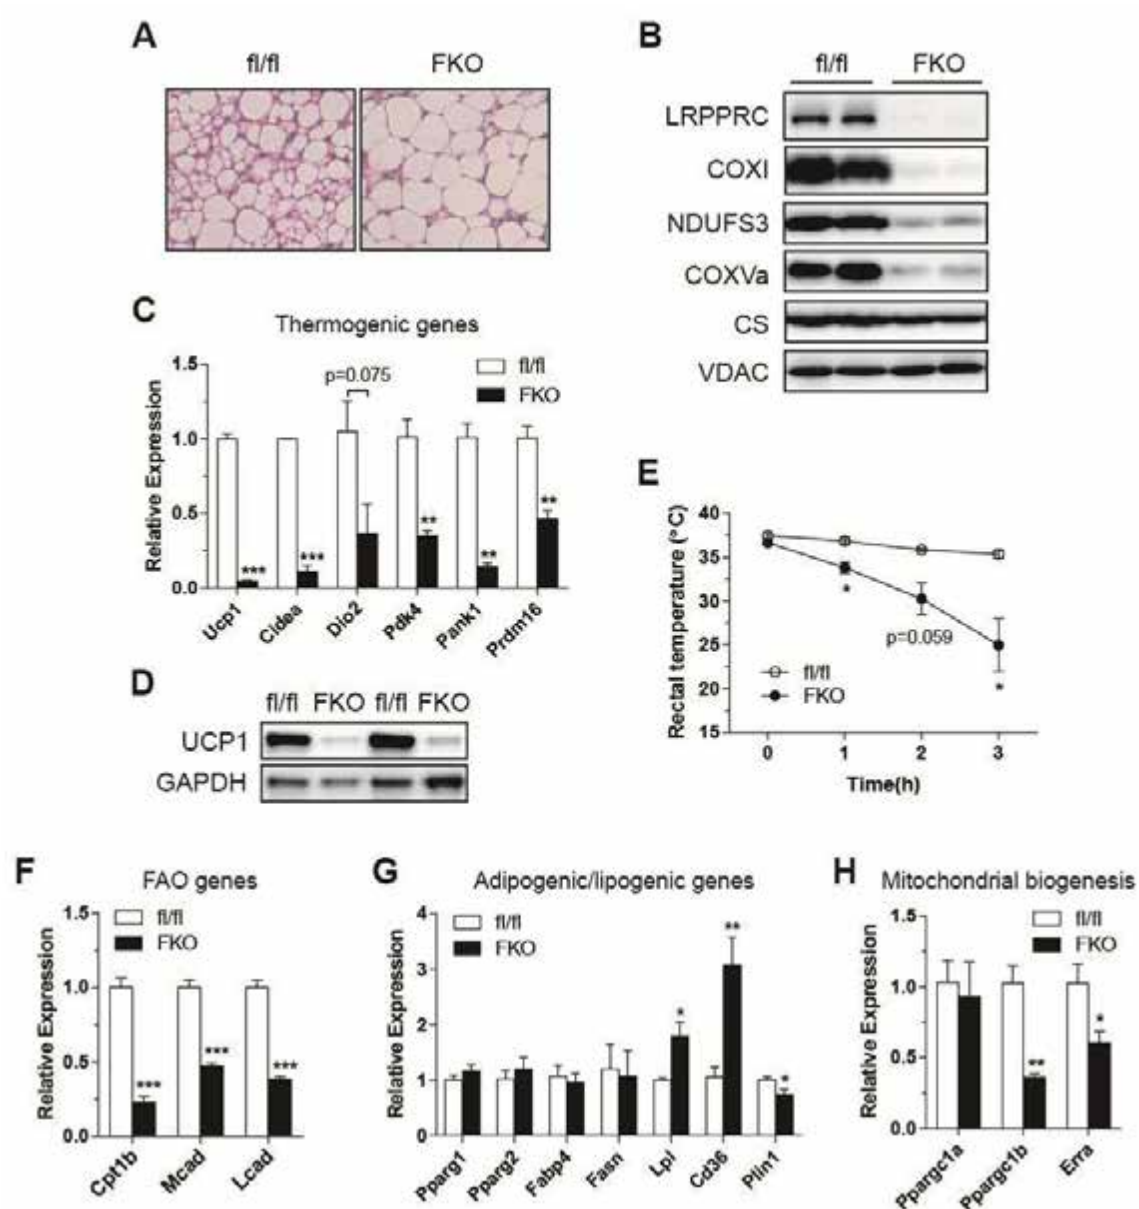 A
fl/fl FKO
B
fl/fl FKO
LRPPRC
COXI
NDUFS3
COXVa
CS
VDAC
C
Thermogenic genes
Relative Expression
1.5
1.0
0.5
0.0
fl/fl
FKO
p=0.075
***
***
**
**
**
Ucp1 Cidea Dio2 Pdk4 Pank1 Prdm16
D
fl/fl FKO fl/fl FKO
UCP1
GAPDH
E
Rectal temperature (°C)
40
35
30
25
20
15
*
p=0.059
*
fl/fl
FKO
0 1 2 3
Time(h)
F
FAO genes
Relative Expression
1.5
1.0
0.5
0.0
fl/fl
FKO
***
***
***
Cpt1b Mcad Lcad
G
Adipogenic/lipogenic genes
Relative Expression
4
3
2
1
0
fl/fl
FKO
*
**
*
Pparg1 Pparg2 Fabp4 Fasn Lpl Cd36 Plin1
H
Mitochondrial biogenesis
Relative Expression
1.5
1.0
0.5
0.0
fl/fl
FKO
**
*
Ppargc1a Ppargc1b Erra